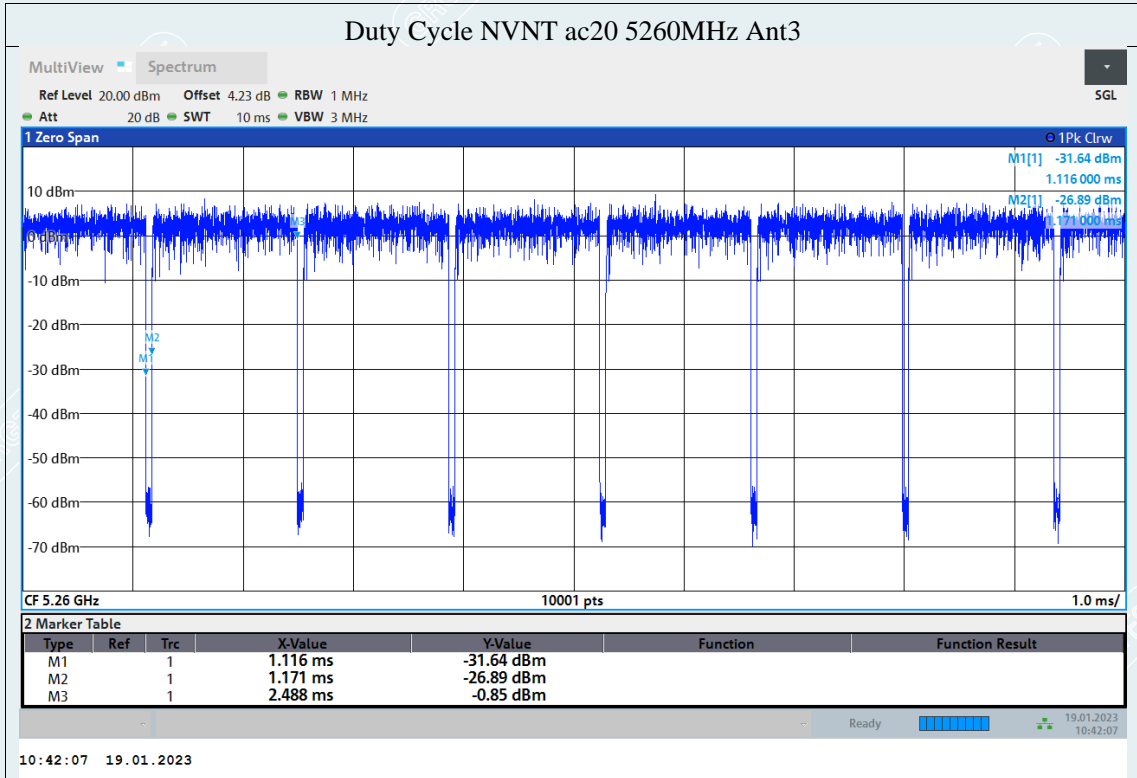 Duty Cycle NVNT ac20 5260MHz Ant3
MultiView Spectrum
Ref Level 20.00 dBm Offset 4.23 dB RBW 1 MHz SGL
Att 20 dB SWT 10 ms VBW 3 MHz
1 Zero Span 1Pk Clrw
M1[1] -31.64 dBm
1.116 000 ms
10 dBm
M2[1] -26.89 dBm
1.171 000 ms
M3
0 dBm
-10 dBm
-20 dBm
M2
M1
-30 dBm
-40 dBm
-50 dBm
-60 dBm
-70 dBm
CF 5.26 GHz 10001 pts 1.0 ms/
2 Marker Table
Type Ref Trc X-Value Y-Value Function Function Result
M1 1 1.116 ms -31.64 dBm
M2 1 1.171 ms -26.89 dBm
M3 1 2.488 ms -0.85 dBm
Ready 19.01.2023
10:42:07
10:42:07 19.01.2023